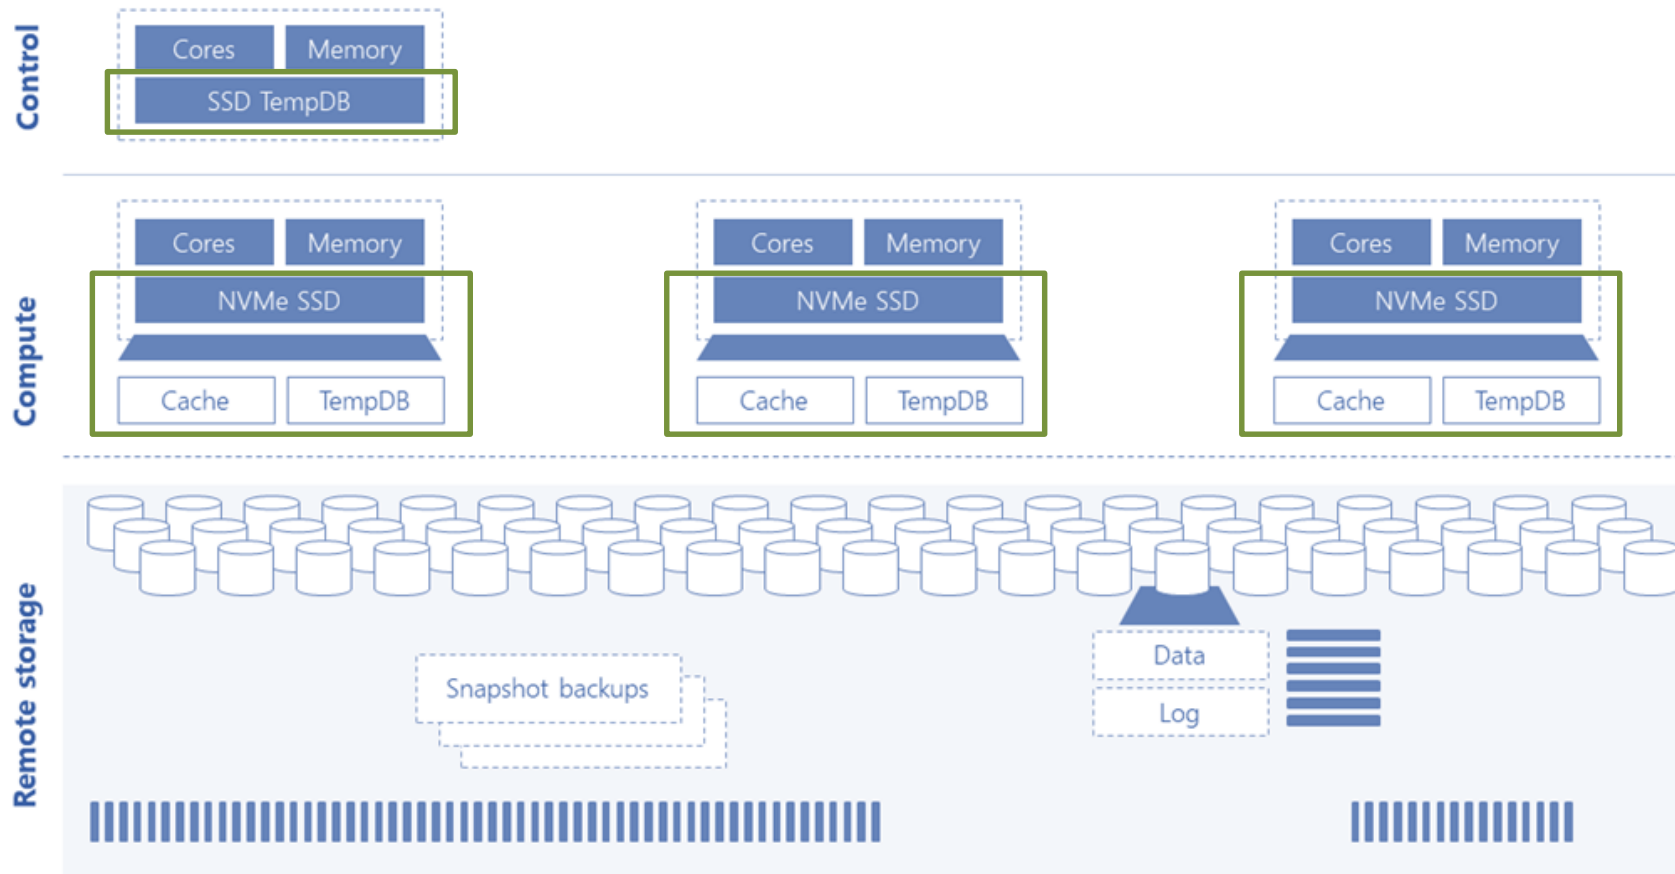 Control
Cores Memory
SSD TempDB
Compute
Cores Memory Cores Memory Cores Memory
NVMe SSD NVMe SSD NVMe SSD
Cache TempDB Cache TempDB Cache TempDB
Remote storage
Data
Snapshot backups
Log